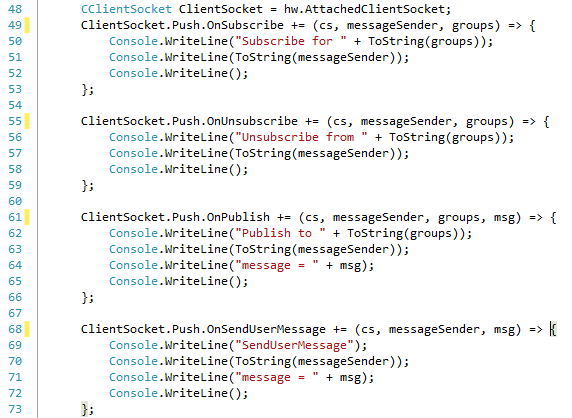 48 CClientSocket ClientSocket = hw.AttachedClientSocket;
49 ClientSocket.Push.OnSubscribe += (cs, messageSender, groups) => {
50 Console.WriteLine("Subscribe for " + ToString(groups));
51 Console.WriteLine(ToString(messageSender));
52 Console.WriteLine();
53 };
54
55 ClientSocket.Push.OnUnsubscribe += (cs, messageSender, groups) => {
56 Console.WriteLine("Unsubscribe from " + ToString(groups));
57 Console.WriteLine(ToString(messageSender));
58 Console.WriteLine();
59 };
60
61 ClientSocket.Push.OnPublish += (cs, messageSender, groups, msg) => {
62 Console.WriteLine("Publish to " + ToString(groups));
63 Console.WriteLine(ToString(messageSender));
64 Console.WriteLine("message = " + msg);
65 Console.WriteLine();
66 };
67
68 ClientSocket.Push.OnSendUserMessage += (cs, messageSender, msg) => {
69 Console.WriteLine("SendUserMessage");
70 Console.WriteLine(ToString(messageSender));
71 Console.WriteLine("message = " + msg);
72 Console.WriteLine();
73 };